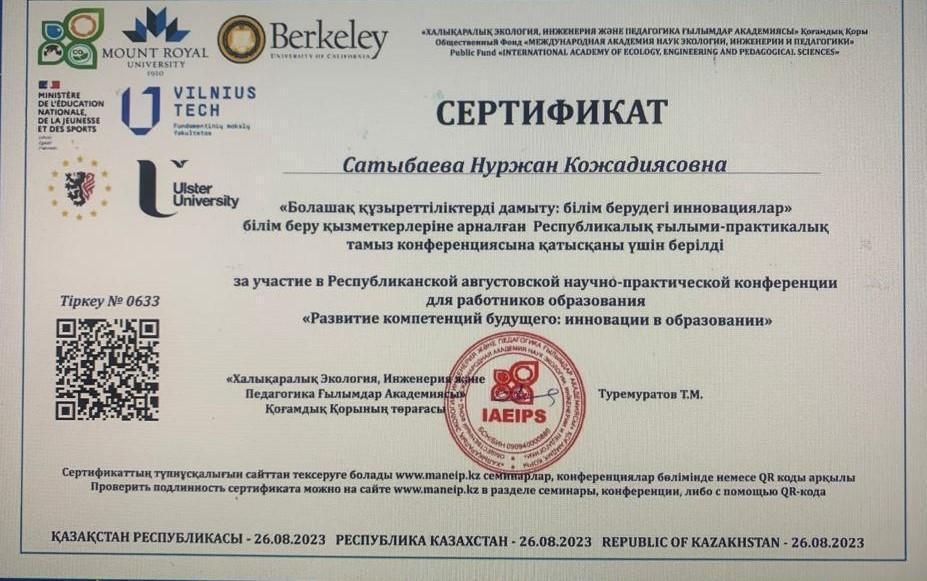 MOUNT ROYAL
UNIVERSITY
1910
Berkeley
UNIVERSITY OF CALIFORNIA
«ХАЛЫҚАРАЛЫҚ ЭКОЛОГИЯ, ИНЖЕНЕРИЯ ЖӘНЕ ПЕДАГОГИКА ҒЫЛЫМДАР АКАДЕМИЯСЫ» Қоғамдық Қоры
Общественный Фонд «МЕЖДУНАРОДНАЯ АКАДЕМИЯ НАУК ЭКОЛОГИИ, ИНЖЕНЕРИИ И ПЕДАГОГИКИ»
Public Fund «INTERNATIONAL ACADEMY OF ECOLOGY, ENGINEERING AND PEDAGOGICAL SCIENCES»
MINISTÈRE
DE L'ÉDUCATION
NATIONALE,
DE LA JEUNESSE
ET DES SPORTS
VILNIUS
TECH
Fundamentinių mokslų
fakultetas
Ulster
University
СЕРТИФИКАТ
Сатыбаева Нуржан Кожадиясовна
«Болашақ құзыреттіліктерді дамыту: білім берудегі инновациялар»
білім беру қызметкерлеріне арналған Республикалық ғылыми-практикалық
тамыз конференциясына қатысқаны үшін берілді
за участие в Республиканской августовской научно-практической конференции
для работников образования
«Развитие компетенций будущего: инновации в образовании»
Тіркеу № 0633
«Халықаралық Экология, Инженерия және
Педагогика Ғылымдар Академиясы»
Қоғамдық Қорының төрағасы
IAEIPS
Туремуратов Т.М.
Сертификаттың түпнұсқалығын сайттан тексеруге болады www.maneip.kz семинарлар, конференциялар бөлімінде немесе QR коды арқылы
Проверить подлинность сертификата можно на сайте www.maneip.kz в разделе семинары, конференции, либо с помощью QR-кода
ҚАЗАҚСТАН РЕСПУБЛИКАСЫ - 26.08.2023 РЕСПУБЛИКА КАЗАХСТАН - 26.08.2023 REPUBLIC OF KAZAKHSTAN - 26.08.2023